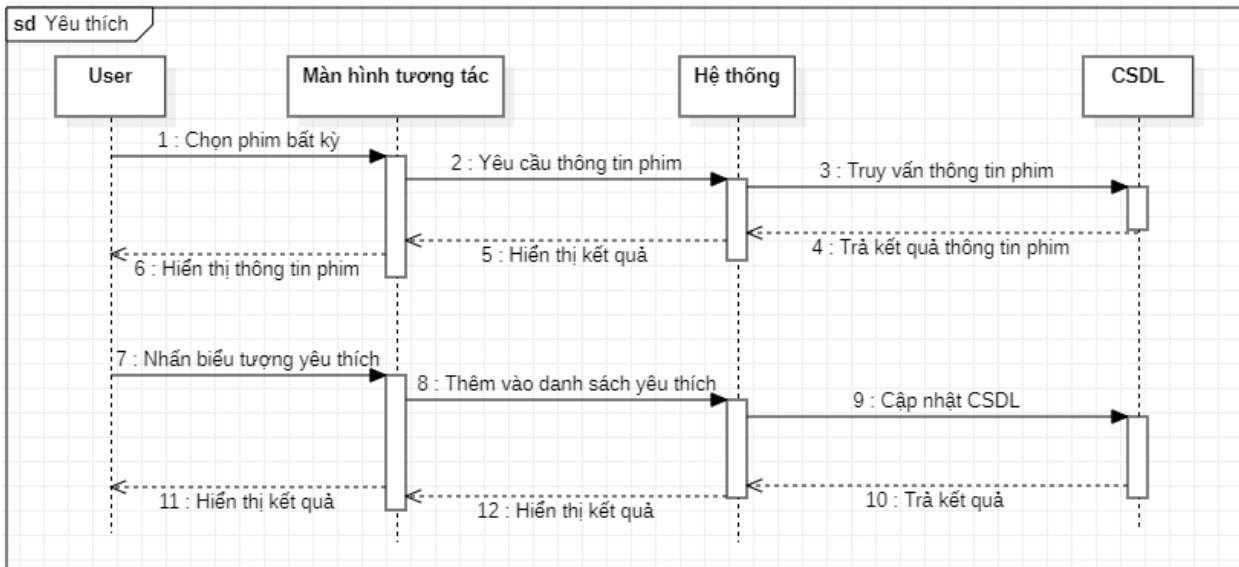 sd Yêu thích
User
Màn hình tương tác
Hệ thống
CSDL
1 : Chọn phim bất kỳ
2 : Yêu cầu thông tin phim
3 : Truy vấn thông tin phim
4 : Trả kết quả thông tin phim
5 : Hiển thị kết quả
6 : Hiển thị thông tin phim
7 : Nhấn biểu tượng yêu thích
8 : Thêm vào danh sách yêu thích
9 : Cập nhật CSDL
10 : Trả kết quả
11 : Hiển thị kết quả
12 : Hiển thị kết quả